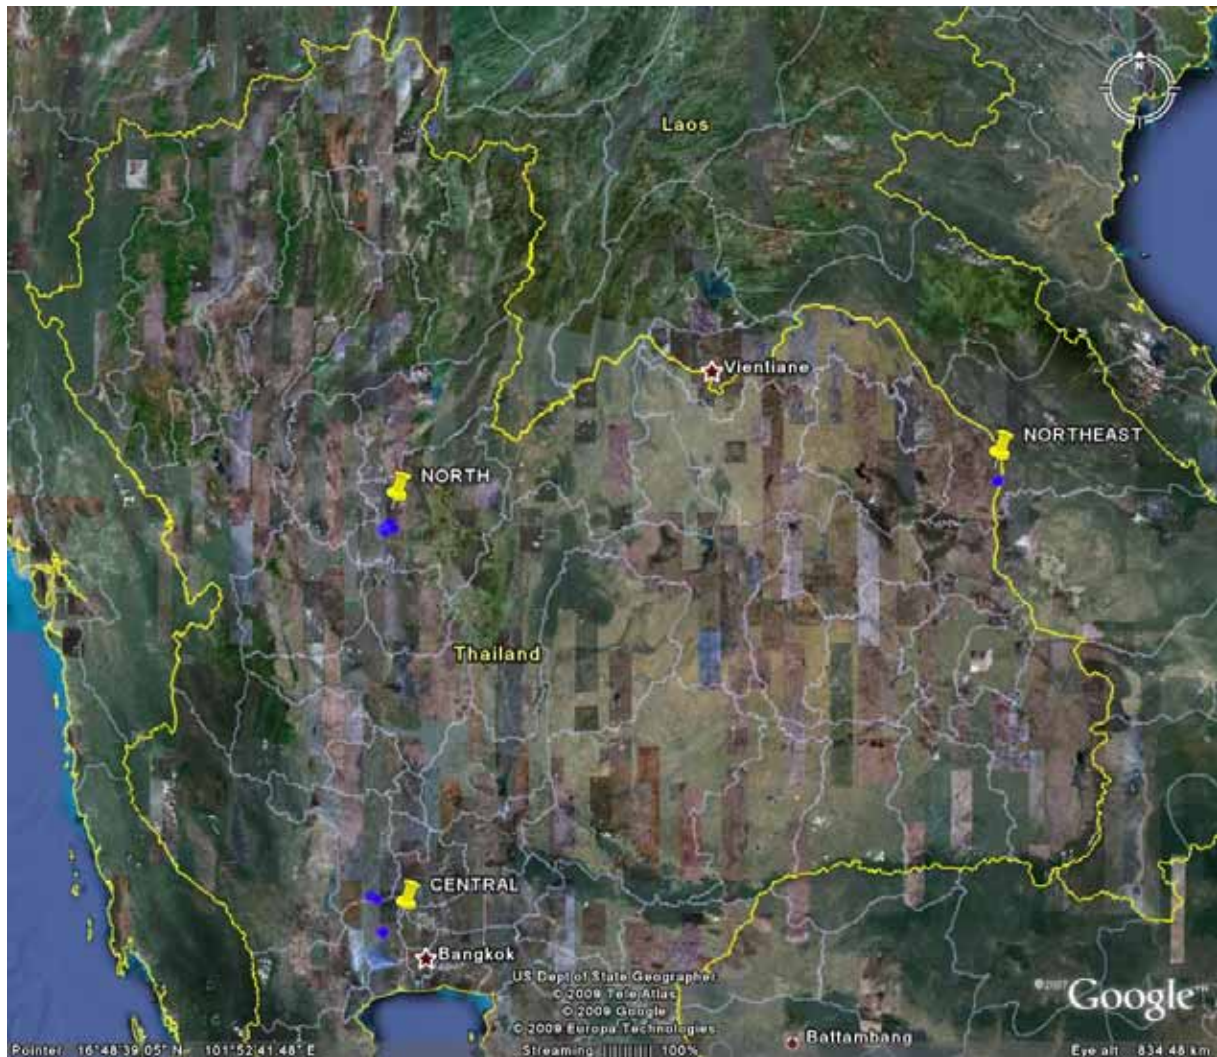 N
Laos
Vientiane
NORTHEAST
NORTH
Thailand
CENTRAL
Bangkok
US Dept of State Geographer
© 2009 Tele Atlas
© 2009 Google
© 2009 Europa Technologies
©2007 Google™
Battambang
Pointer 16°48'39.05" N 101°52'41.48" E Streaming |||||||||| 100% Eye alt 834.48 km